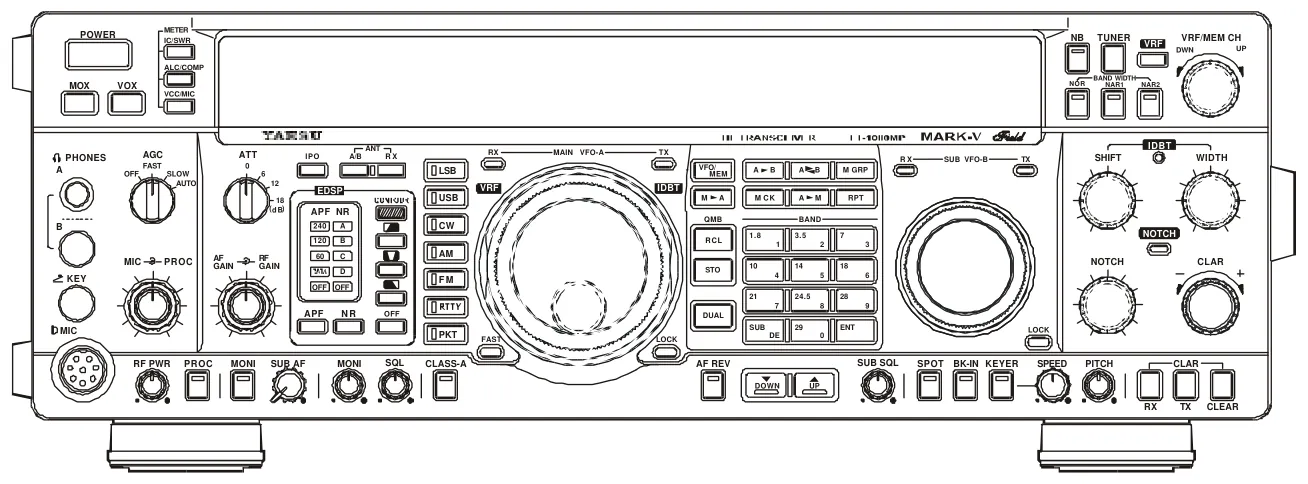 POWER
METER
IC/SWR
ALC/COMP
VCC/MIC
MOX VOX
NB TUNER VRF VRF/MEM CH
DWN UP
BAND WIDTH
NOR NAR1 NAR2
MARK-V Field
PHONES
A
B
KEY
MIC
AGC
OFF FAST SLOW AUTO
ATT
0 6 12 18
(dB)
MIC PROC
AF GAIN RF GAIN
IPO
ANT
A/B RX
EDSP
APF NR
240 A
120 B
60 C
D
OFF OFF
APF NR OFF
CONTOUR
LSB
USB
CW
AM
FM
RTTY
PKT
RX MAIN VFO-A TX
VRF IDBT
FAST LOCK
VFO/MEM A►B A B M GRP
M►A M CK A►M RPT
QMB BAND
RCL 1.8 1 3.5 2 7 3
STO 10 4 14 5 18 6
21 7 24.5 8 28 9
DUAL SUB DE 29 0 ENT
RX SUB VFO-B TX
LOCK
IDBT
SHIFT WIDTH
NOTCH
NOTCH CLAR
− +
RF PWR PROC MONI SUB AF MONI SQL CLASS-A
AF REV DOWN UP SUB SQL SPOT BK-IN KEYER SPEED PITCH CLAR
RX TX CLEAR